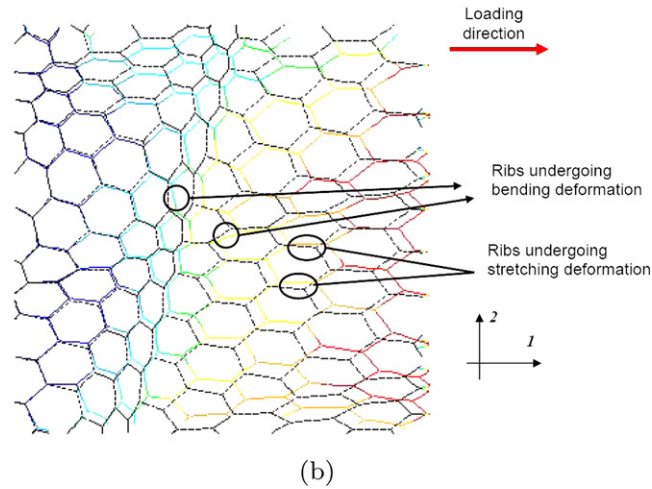 Loading
direction
Ribs undergoing
bending deformation
Ribs undergoing
stretching deformation
2
1
(b)